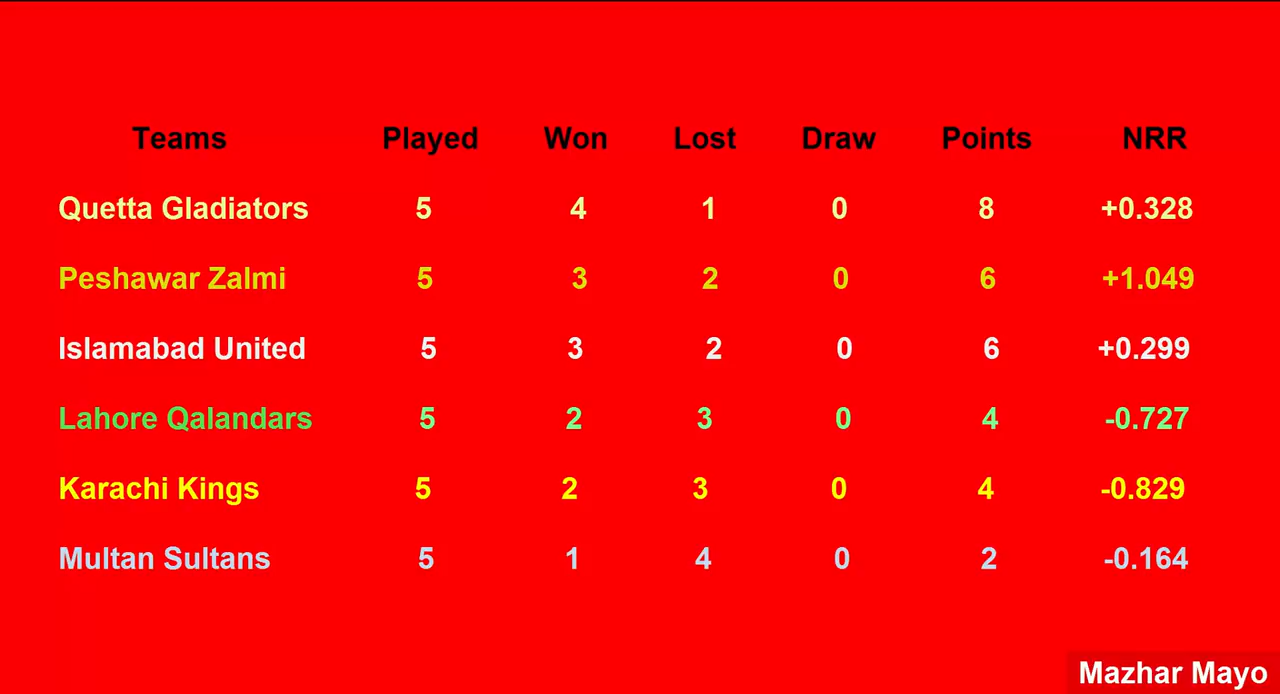 Teams Played Won Lost Draw Points NRR
Quetta Gladiators 5 4 1 0 8 +0.328
Peshawar Zalmi 5 3 2 0 6 +1.049
Islamabad United 5 3 2 0 6 +0.299
Lahore Qalandars 5 2 3 0 4 -0.727
Karachi Kings 5 2 3 0 4 -0.829
Multan Sultans 5 1 4 0 2 -0.164
Mazhar Mayo